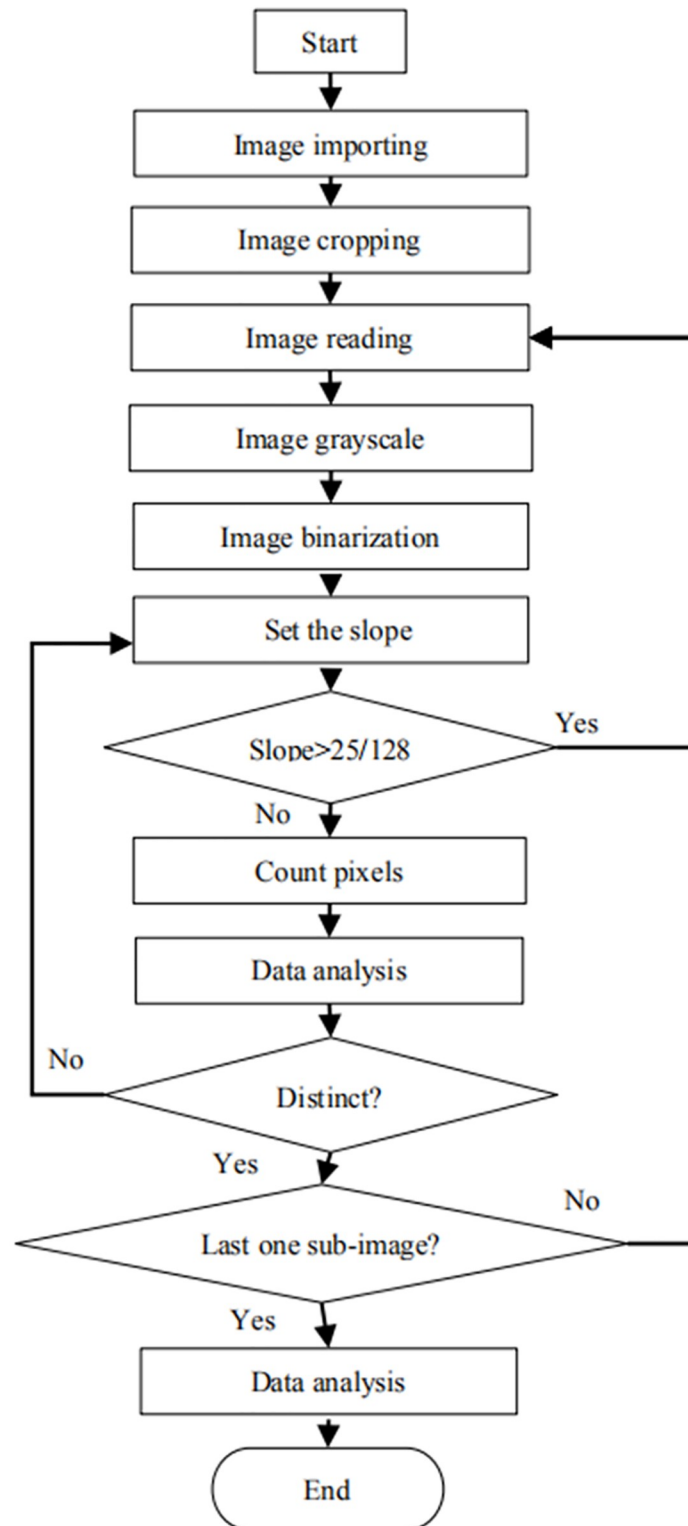 Start
Image importing
Image cropping
Image reading
Image grayscale
Image binarization
Set the slope
Yes
Slope>25/128
No
Count pixels
Data analysis
No
Distinct?
Yes
No
Last one sub-image?
Yes
Data analysis
End